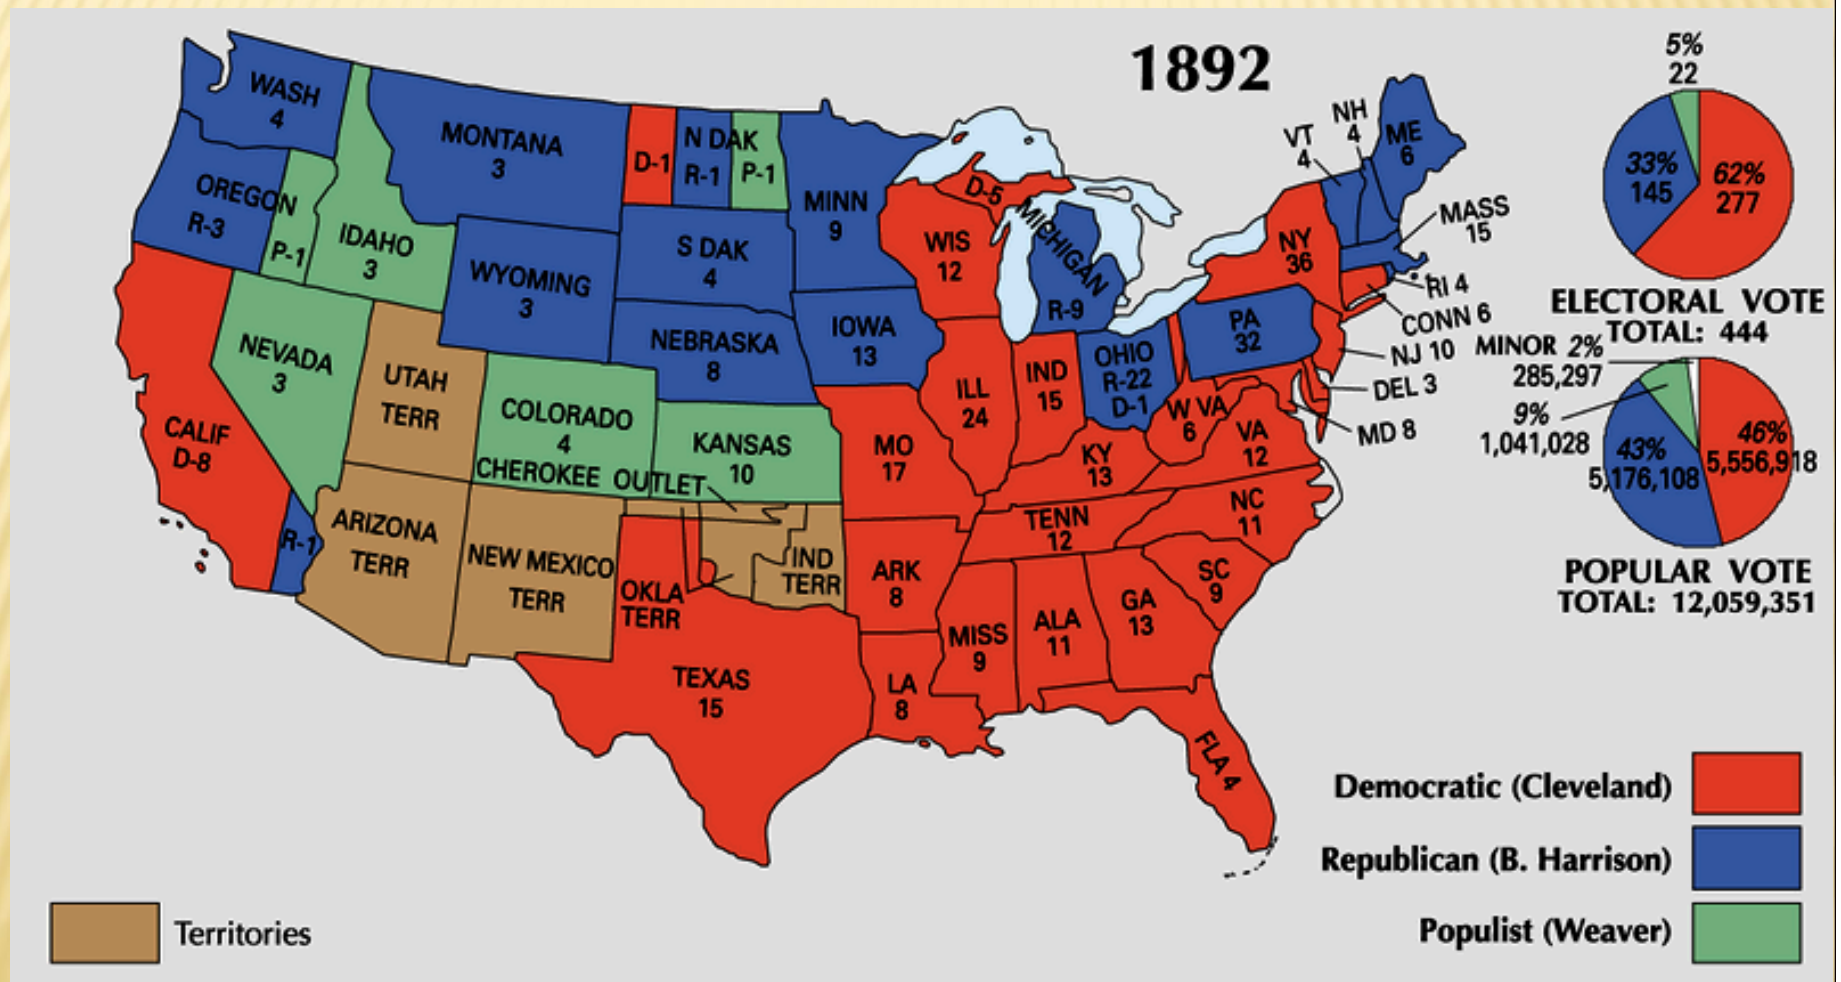 1892
WASH
4
OREGON
R-3
P-1
CALIF
D-8
R-1
NEVADA
3
IDAHO
3
MONTANA
3
WYOMING
3
UTAH
TERR
ARIZONA
TERR
COLORADO
4
NEW MEXICO
TERR
D-1
N DAK
R-1
P-1
S DAK
4
NEBRASKA
8
KANSAS
10
CHEROKEE OUTLET
OKLA
TERR
IND
TERR
TEXAS
15
MINN
9
IOWA
13
MO
17
ARK
8
LA
8
WIS
12
D-5
MICHIGAN
R-9
ILL
24
IND
15
OHIO
R-22
D-1
KY
13
TENN
12
MISS
9
ALA
11
GA
13
FLA 4
SC
9
NC
11
VA
12
W VA
6
PA
32
NY
36
VT
4
NH
4
ME
6
MASS
15
RI 4
CONN 6
NJ 10
DEL 3
MD 8
5%
22
33%
145
62%
277
ELECTORAL VOTE
TOTAL: 444
MINOR 2%
285,297
9%
1,041,028
43%
5,176,108
46%
5,556,918
POPULAR VOTE
TOTAL: 12,059,351
Democratic (Cleveland)
Republican (B. Harrison)
Populist (Weaver)
Territories